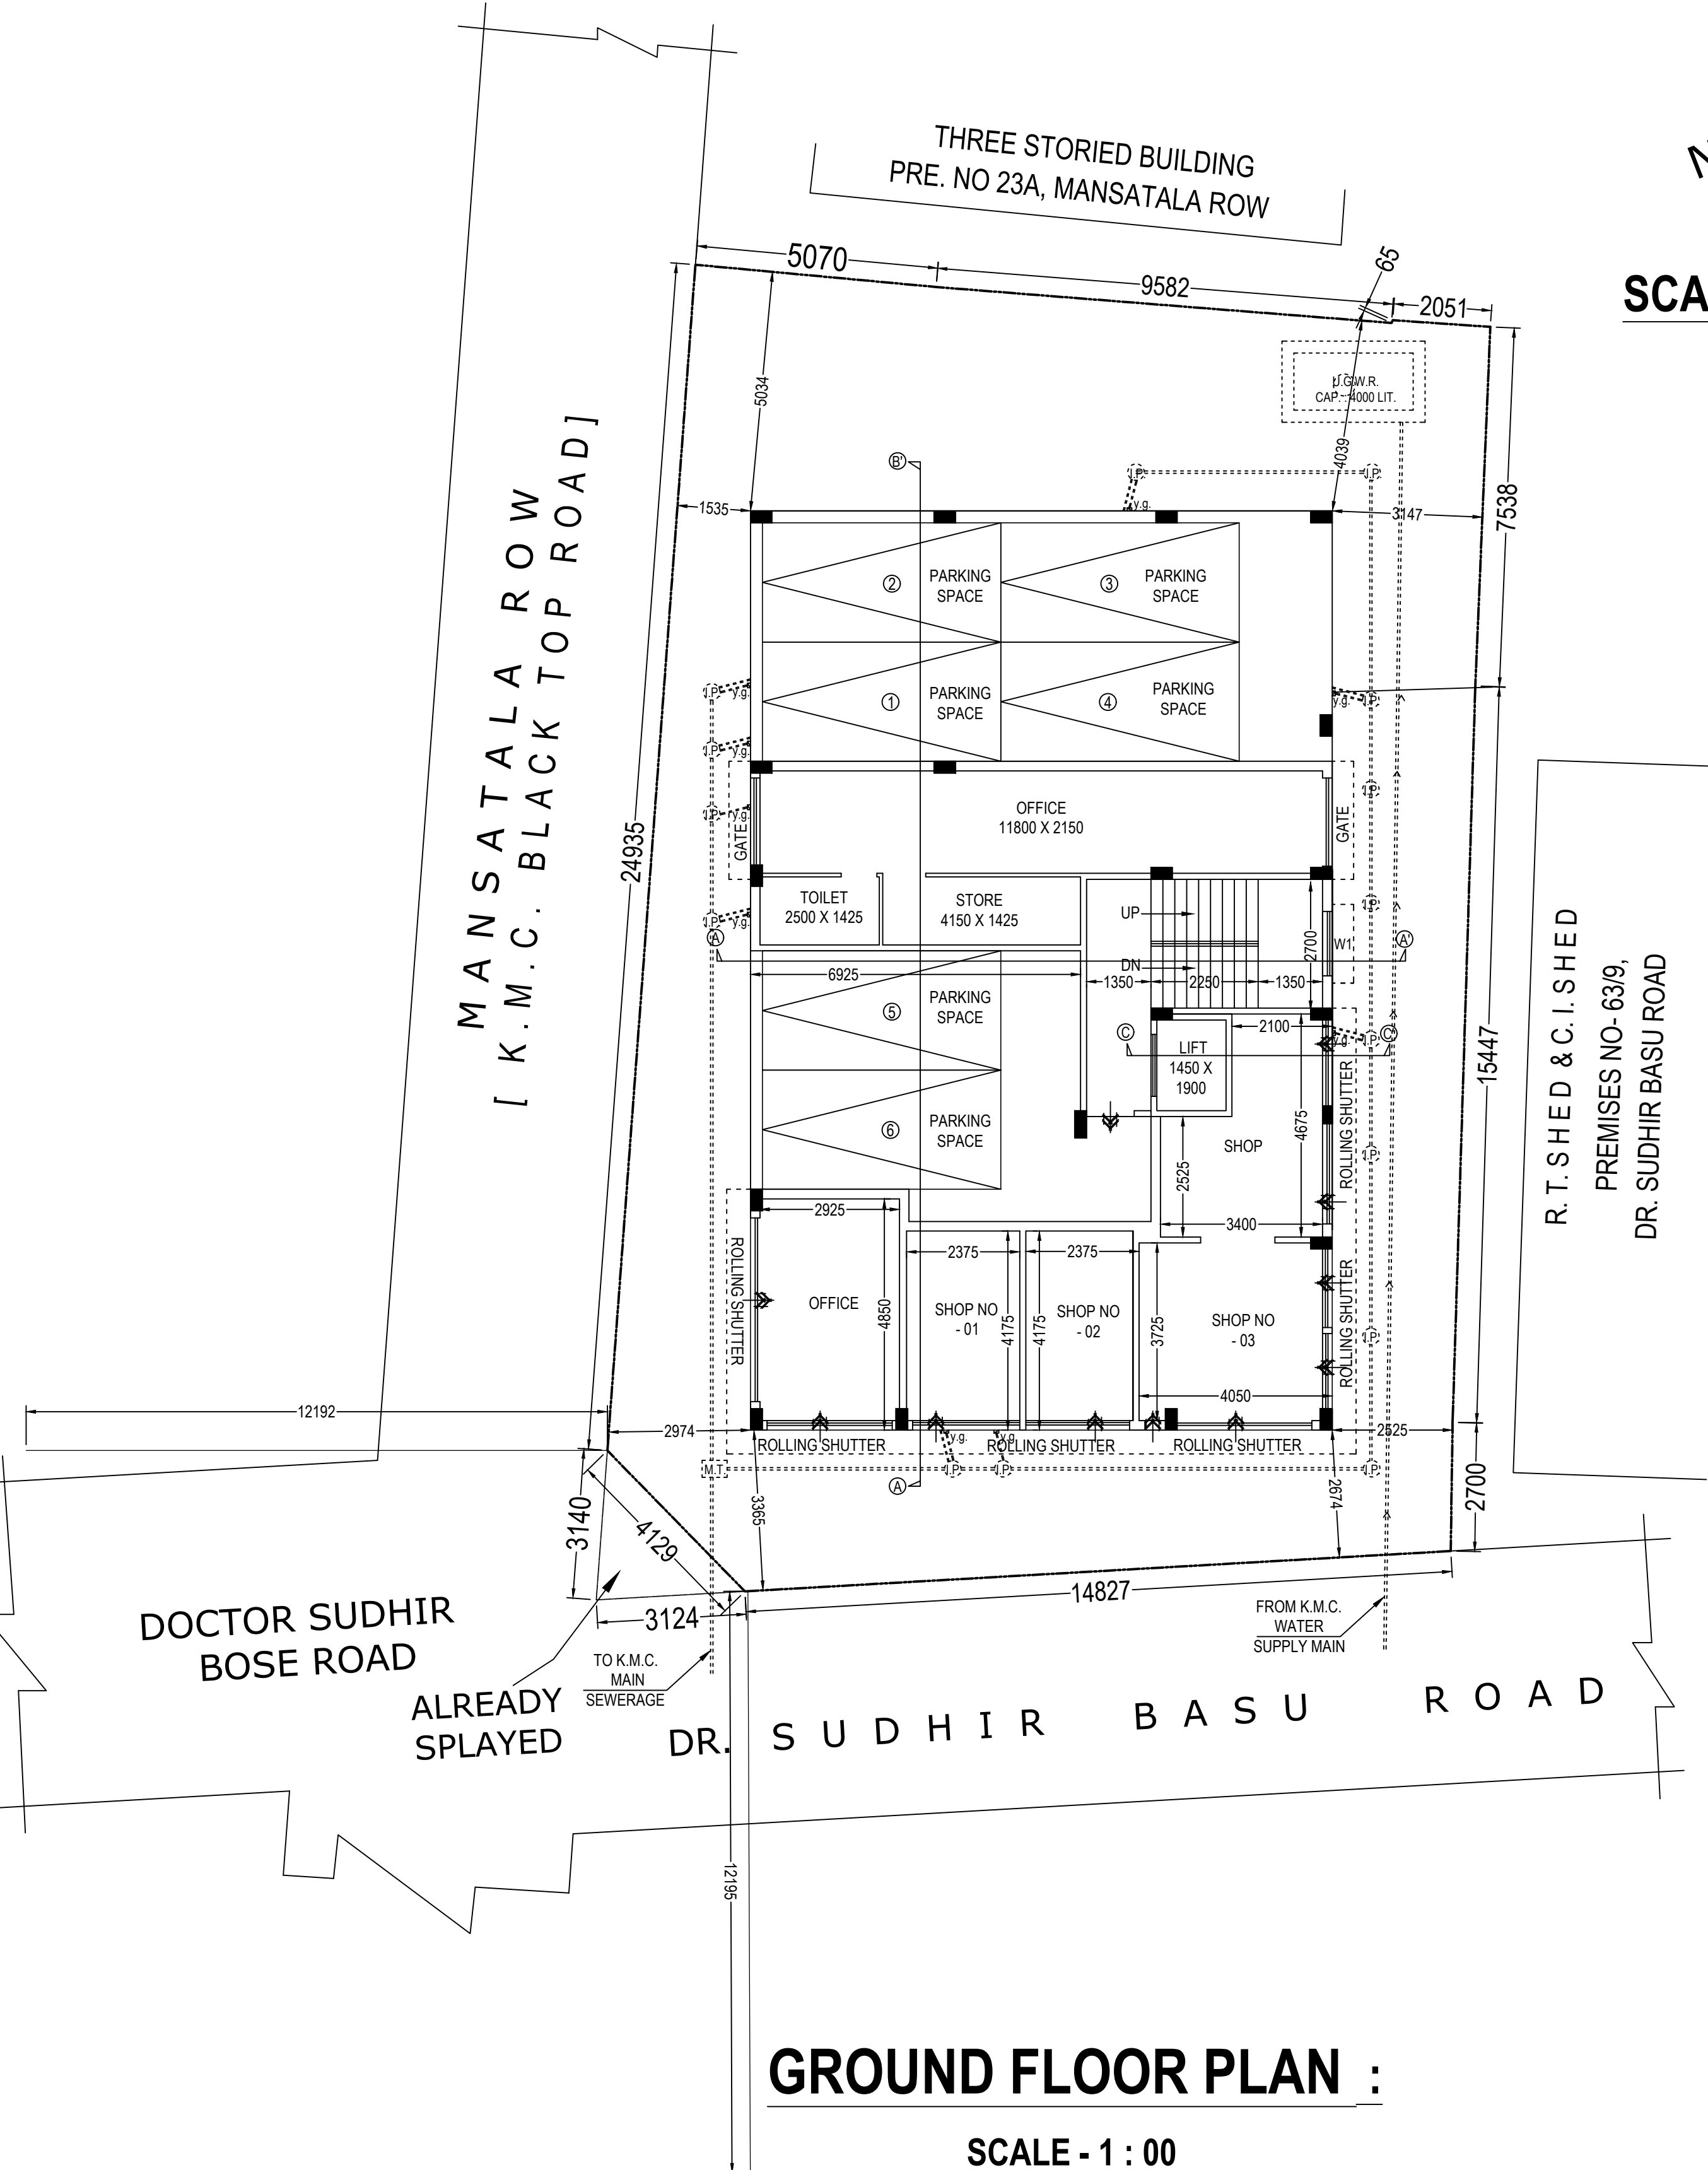 THREE STORIED BUILDING
PRE. NO 23A, MANSATALA ROW
SCA
5070
9582
65
2051
U.G.W.R.
CAP. : 4000 LIT.
5034
4039
7538
1535
3147
B'
I.P.
I.P.
y.g.
2
PARKING
SPACE
3
PARKING
SPACE
1
PARKING
SPACE
4
PARKING
SPACE
I.P.
y.g.
I.P.
y.g.
I.P.
y.g.
I.P.
y.g.
y.g.
I.P.
I.P.
I.P.
MANSATALA ROW
[ K.M.C. BLACK TOP ROAD]
24935
GATE
OFFICE
11800 X 2150
GATE
TOILET
2500 X 1425
STORE
4150 X 1425
UP
DN
2700
W1
A
A'
6925
1350
2250
1350
5
PARKING
SPACE
6
PARKING
SPACE
C
C'
2100
LIFT
1450 X
1900
y.g.
I.P.
4675
SHOP
2525
3400
ROLLING SHUTTER
I.P.
15447
R. T. SHED & C. I. SHED
PREMISES NO- 63/9,
DR. SUDHIR BASU ROAD
2925
2375
2375
ROLLING SHUTTER
OFFICE
4850
SHOP NO
- 01
4175
4175
SHOP NO
- 02
3725
SHOP NO
- 03
4050
ROLLING SHUTTER
I.P.
12192
2974
2525
ROLLING SHUTTER
ROLLING SHUTTER
ROLLING SHUTTER
y.g.
y.g.
M.T.
I.P.
I.P.
I.P.
A
3140
4129
3365
2674
2700
3124
14827
DOCTOR SUDHIR
BOSE ROAD
ALREADY
SPLAYED
TO K.M.C.
MAIN
SEWERAGE
FROM K.M.C.
WATER
SUPPLY MAIN
DR. SUDHIR BASU ROAD
12195
GROUND FLOOR PLAN :
SCALE - 1 : 00